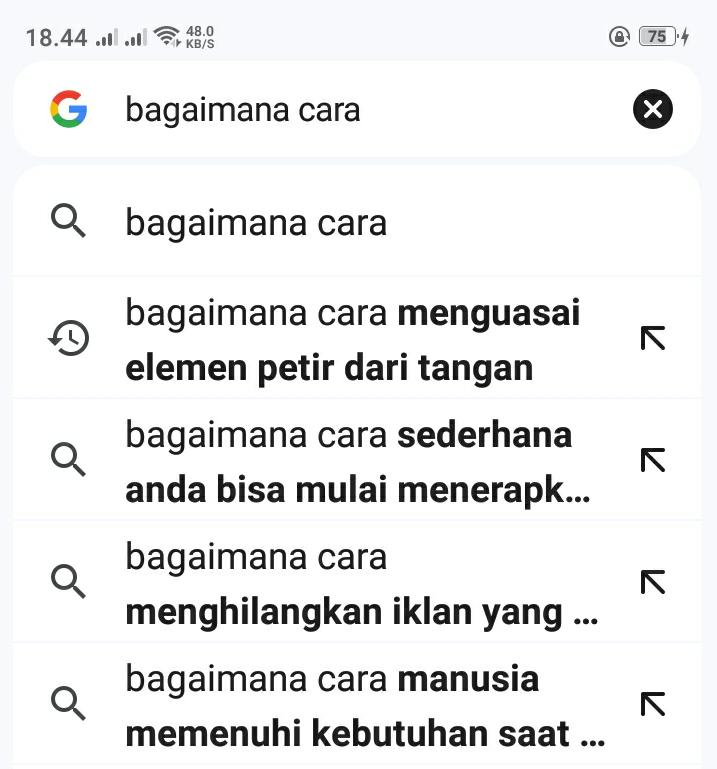 18.44 48.0 KB/S 75
bagaimana cara
bagaimana cara
bagaimana cara menguasai
elemen petir dari tangan
bagaimana cara sederhana
anda bisa mulai menerapk...
bagaimana cara
menghilangkan iklan yang ...
bagaimana cara manusia
memenuhi kebutuhan saat ...